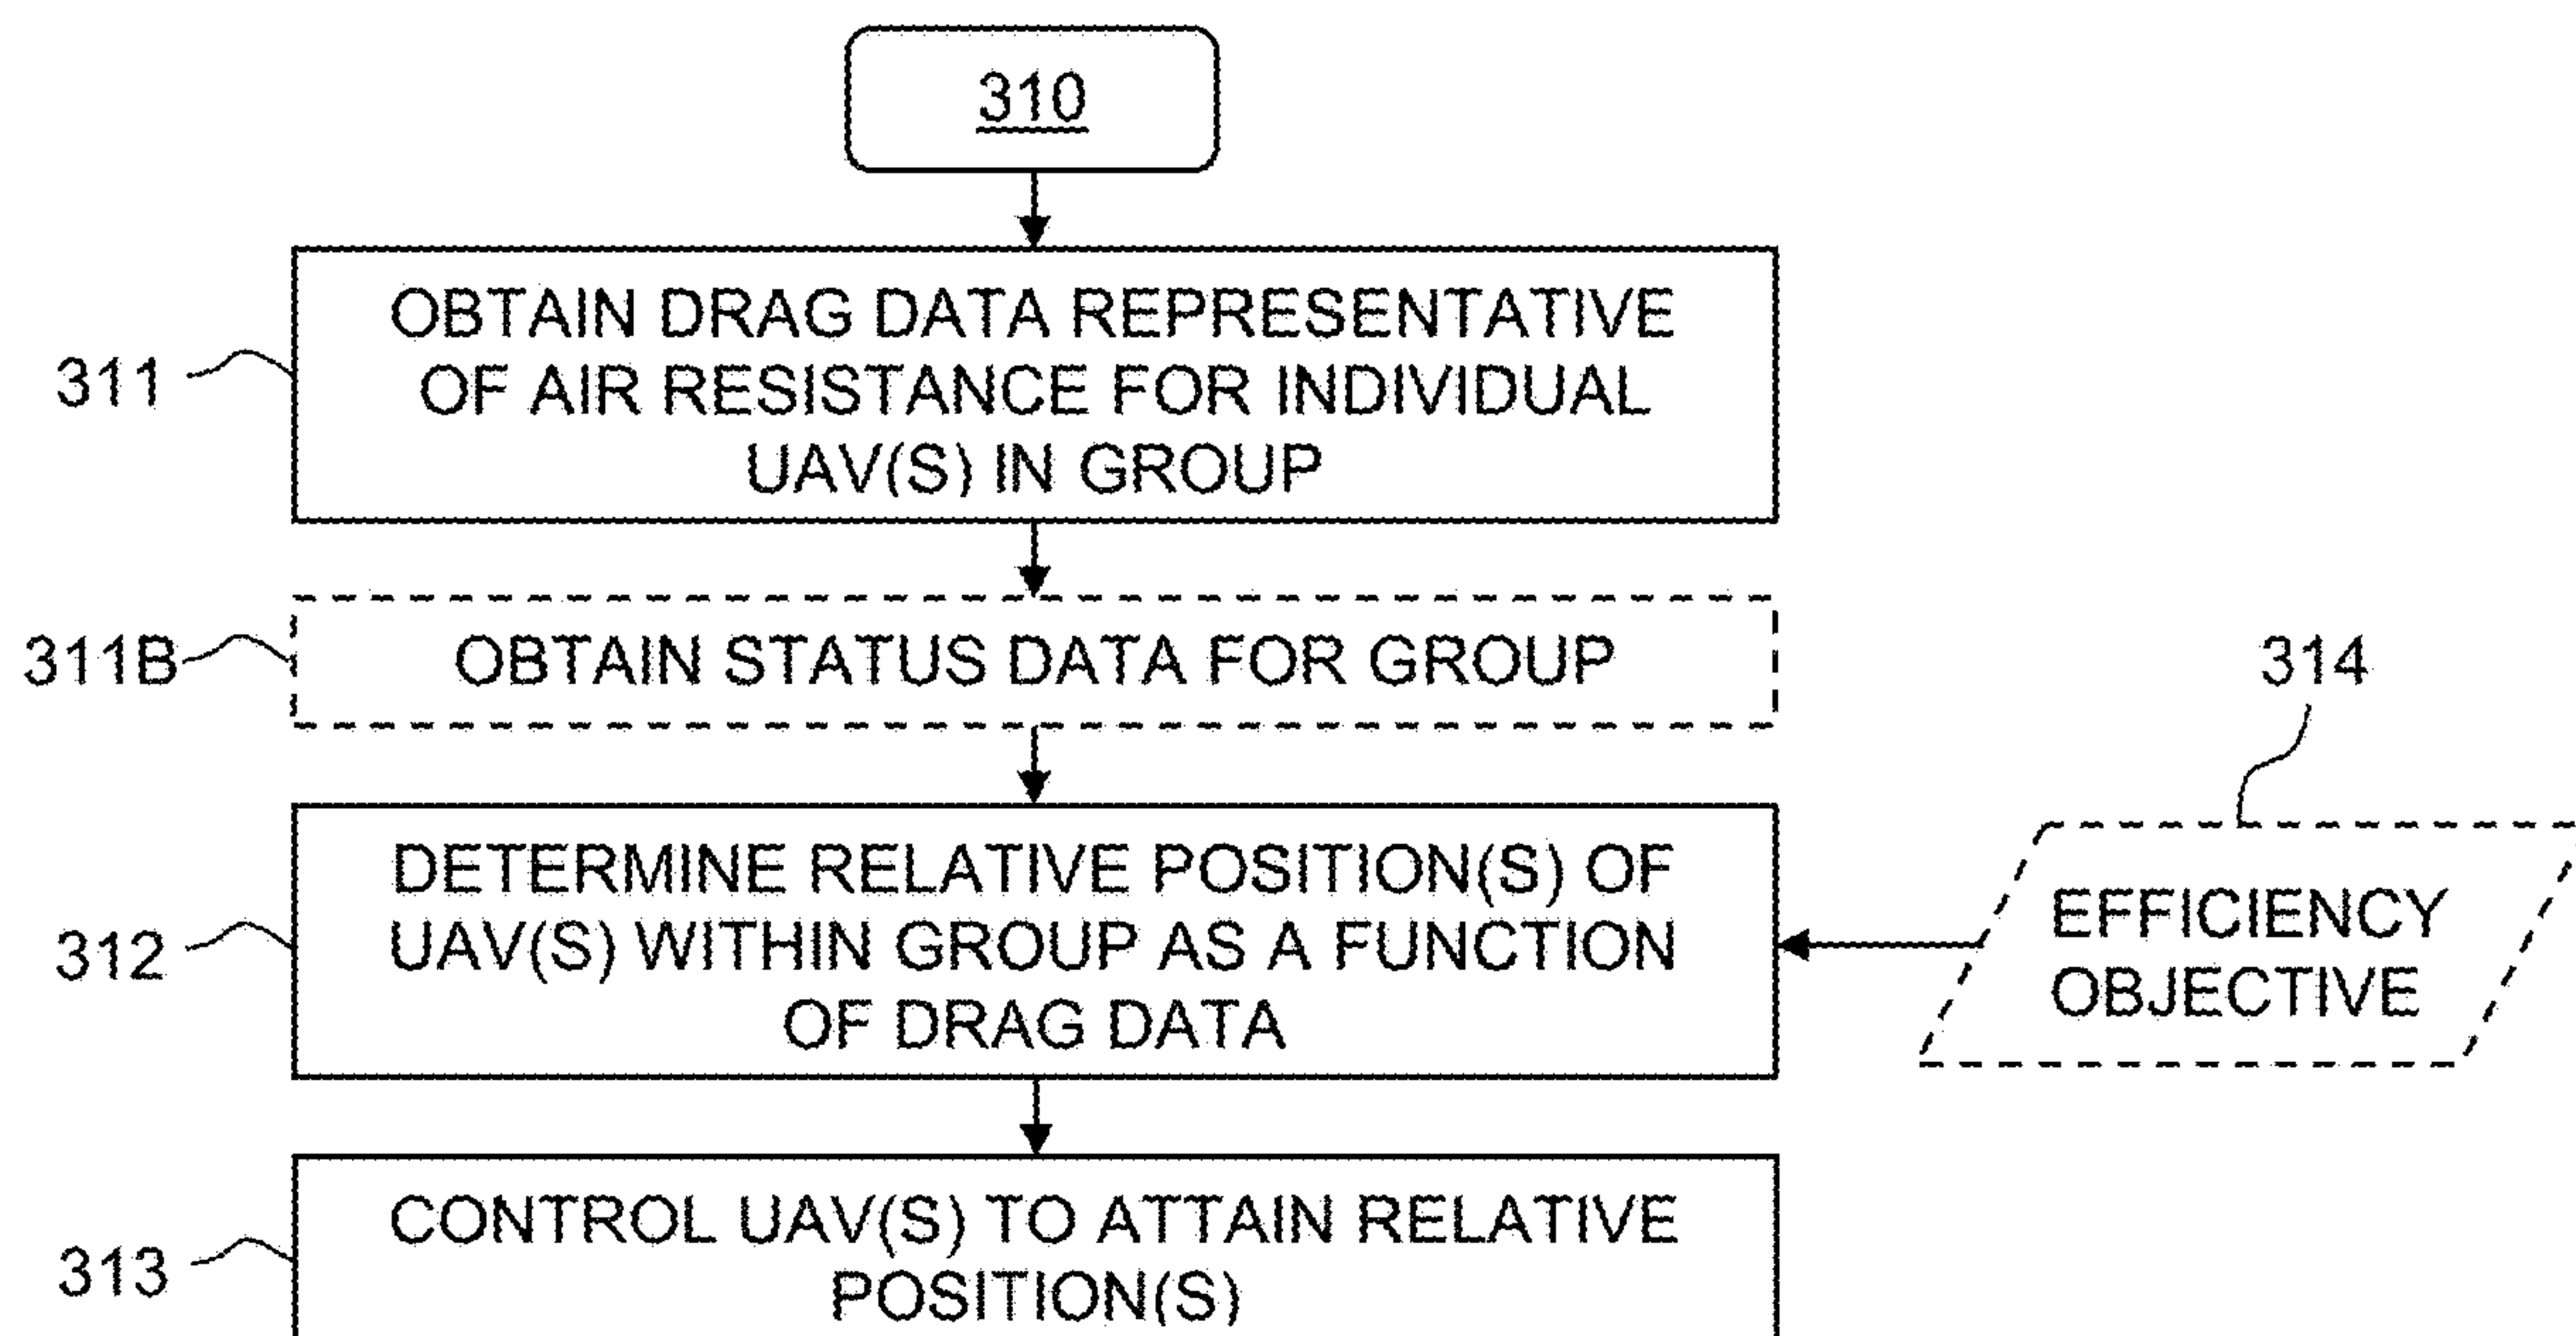 310
311
OBTAIN DRAG DATA REPRESENTATIVE
OF AIR RESISTANCE FOR INDIVIDUAL
UAV(S) IN GROUP
311B
OBTAIN STATUS DATA FOR GROUP
314
312
DETERMINE RELATIVE POSITION(S) OF
UAV(S) WITHIN GROUP AS A FUNCTION
OF DRAG DATA
EFFICIENCY
OBJECTIVE
313
CONTROL UAV(S) TO ATTAIN RELATIVE
POSITION(S)